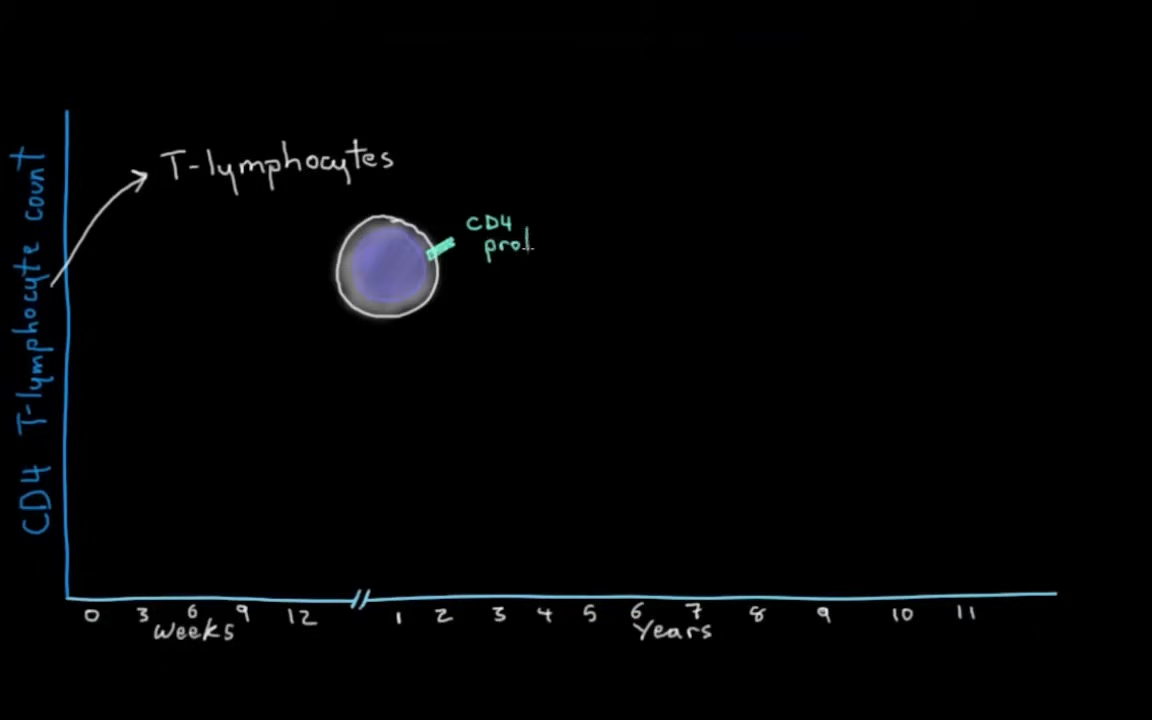 CD4 T-lymphocyte count
T-lymphocytes
CD4
prot
0 3 6 9 12 1 2 3 4 5 6 7 8 9 10 11
Weeks Years